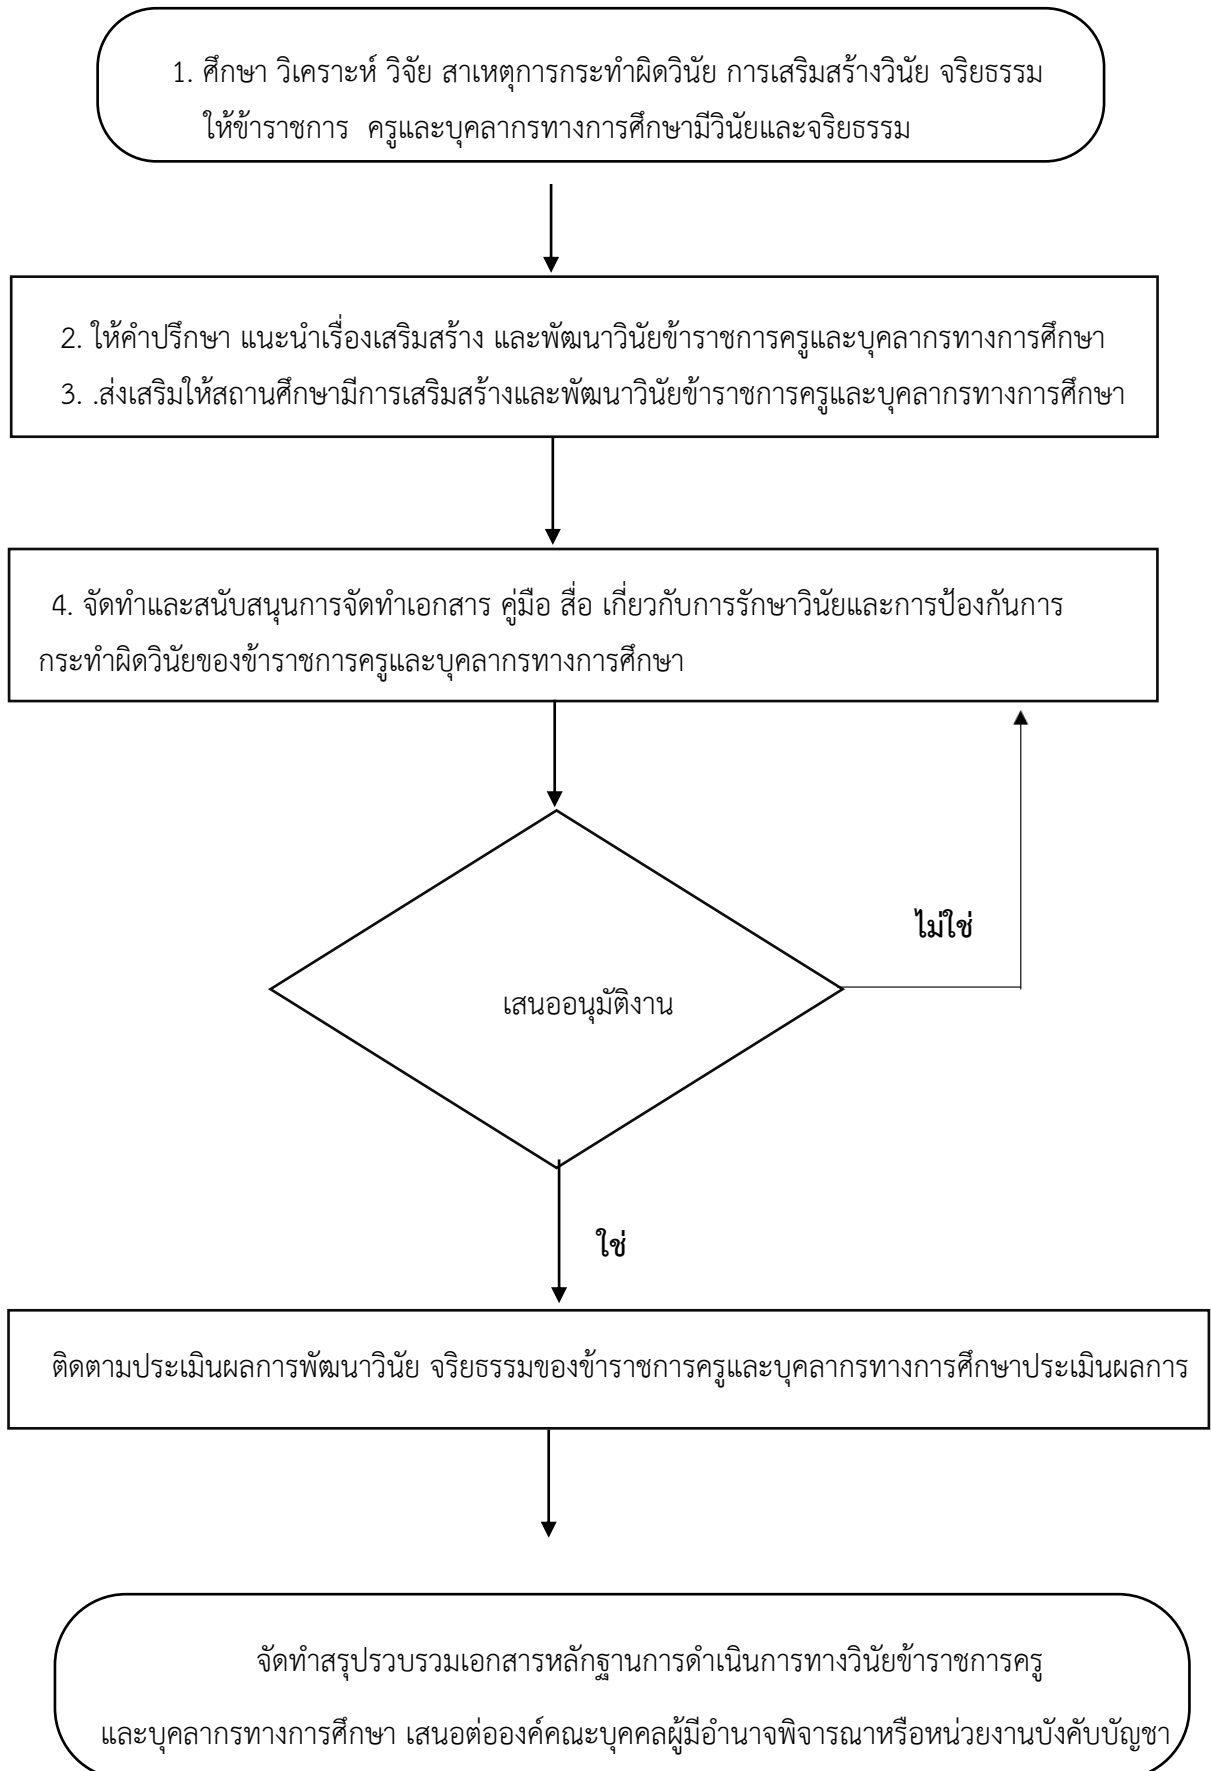 1. ศึกษา วิเคราะห์ วิจัย สาเหตุการกระทำผิดวินัย การเสริมสร้างวินัย จริยธรรม
ให้ข้าราชการ ครูและบุคลากรทางการศึกษามีวินัยและจริยธรรม
2. ให้คำปรึกษา แนะนำเรื่องเสริมสร้าง และพัฒนาวินัยข้าราชการครูและบุคลากรทางการศึกษา
3. .ส่งเสริมให้สถานศึกษามีการเสริมสร้างและพัฒนาวินัยข้าราชการครูและบุคลากรทางการศึกษา
4. จัดทำและสนับสนุนการจัดทำเอกสาร คู่มือ สื่อ เกี่ยวกับการรักษาวินัยและการป้องกันการ
กระทำผิดวินัยของข้าราชการครูและบุคลากรทางการศึกษา
ไม่ใช่
เสนออนุมัติงาน
ใช่
ติดตามประเมินผลการพัฒนาวินัย จริยธรรมของข้าราชการครูและบุคลากรทางการศึกษาประเมินผลการ
จัดทำสรุปรวบรวมเอกสารหลักฐานการดำเนินการทางวินัยข้าราชการครู
และบุคลากรทางการศึกษา เสนอต่อองค์คณะบุคคลผู้มีอำนาจพิจารณาหรือหน่วยงานบังคับบัญชา